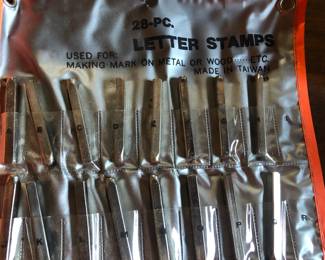 28-PC.
LETTER STAMPS
USED FOR:
MAKING MARK ON METAL OR WOOD......ETC.
MADE IN TAIWAN